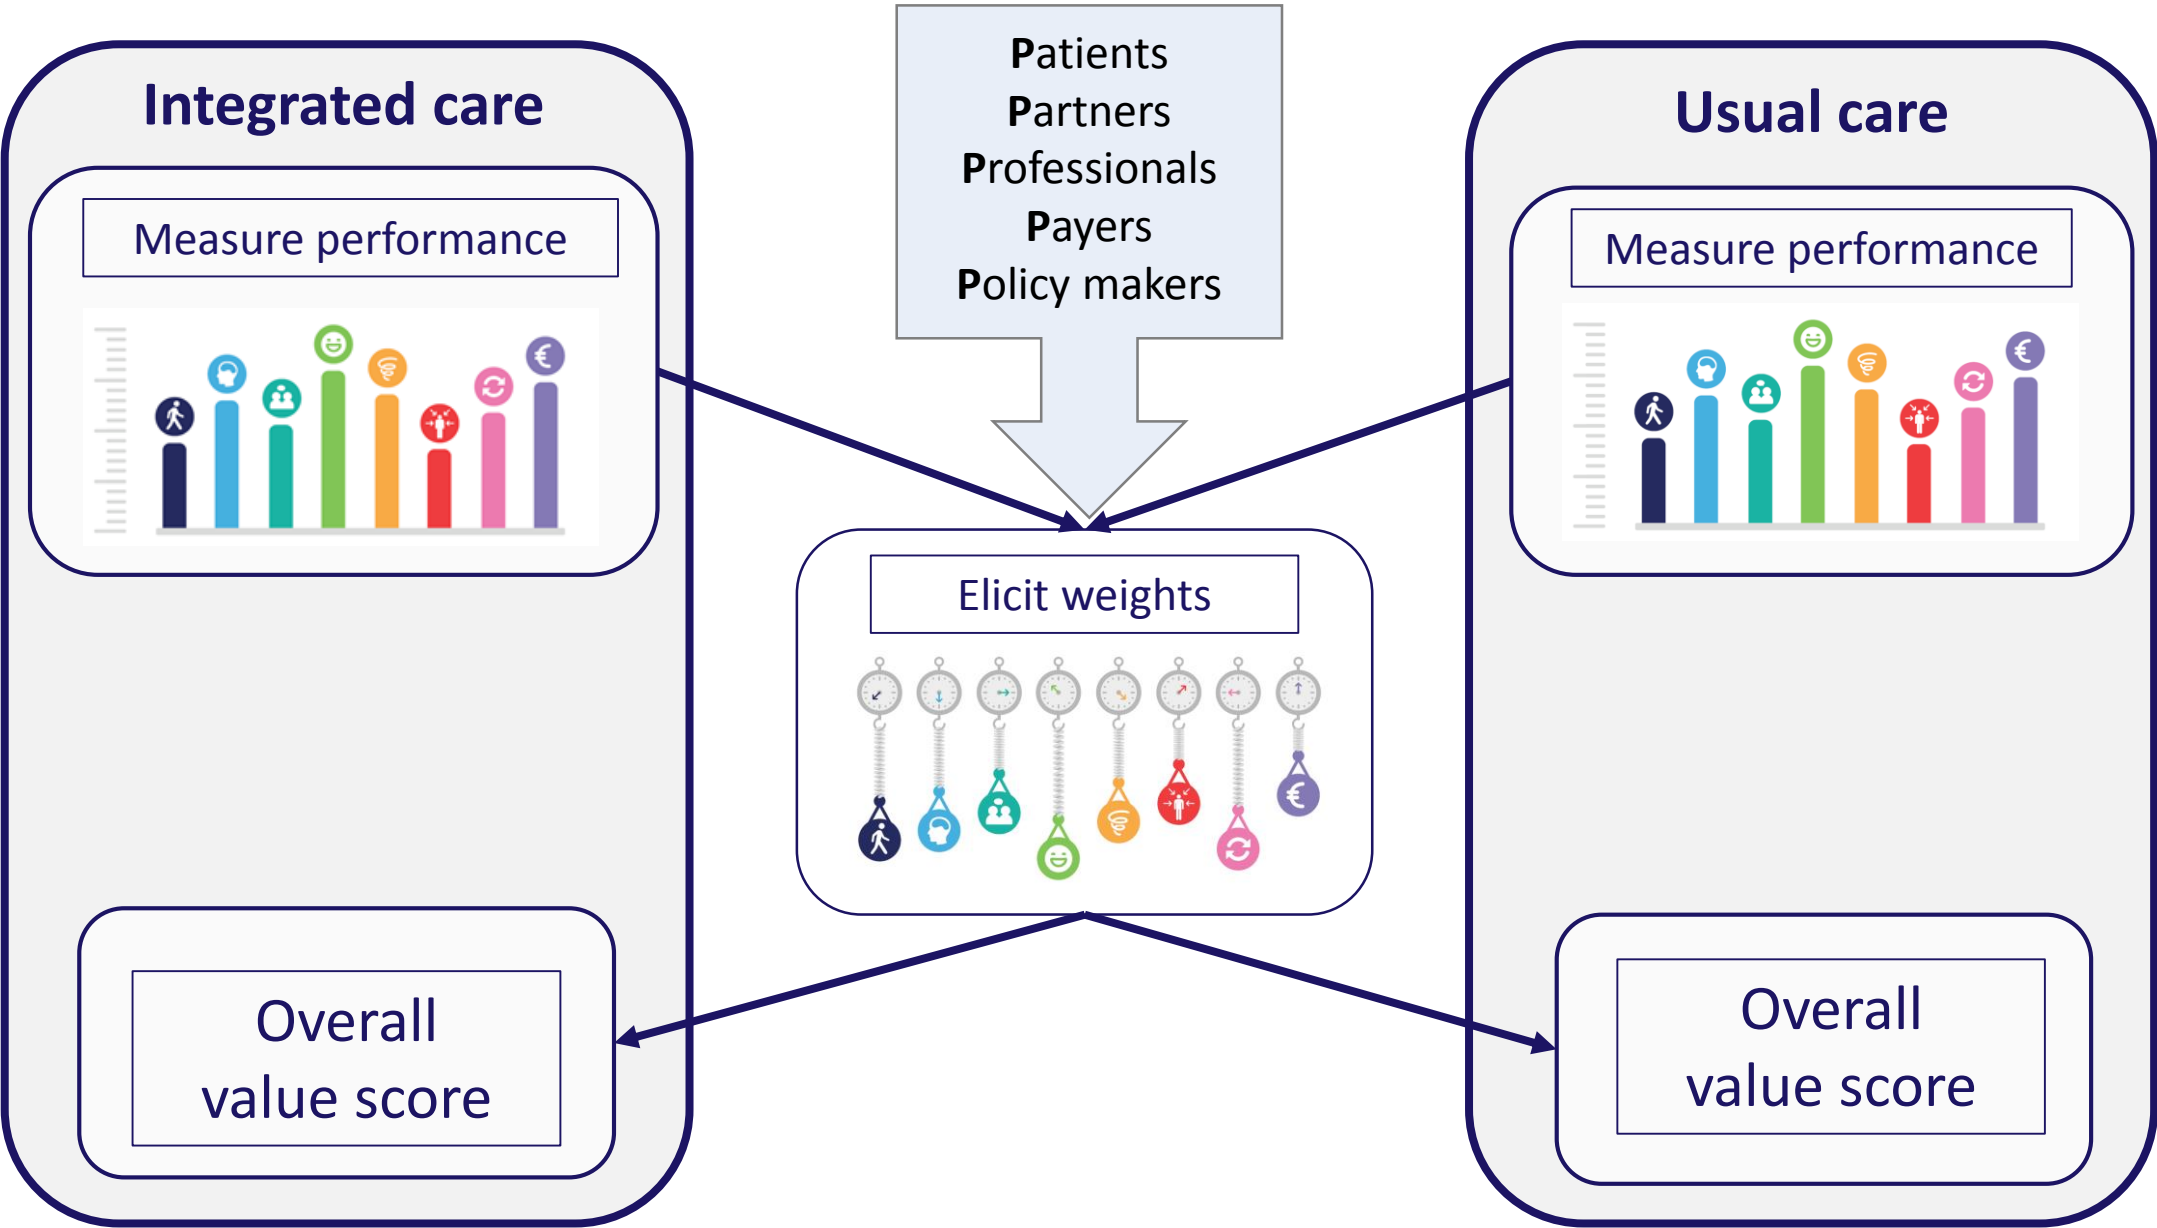 Integrated care
Measure performance
Patients
Partners
Professionals
Payers
Policy makers
Usual care
Measure performance
Elicit weights
Overall
value score
Overall
value score